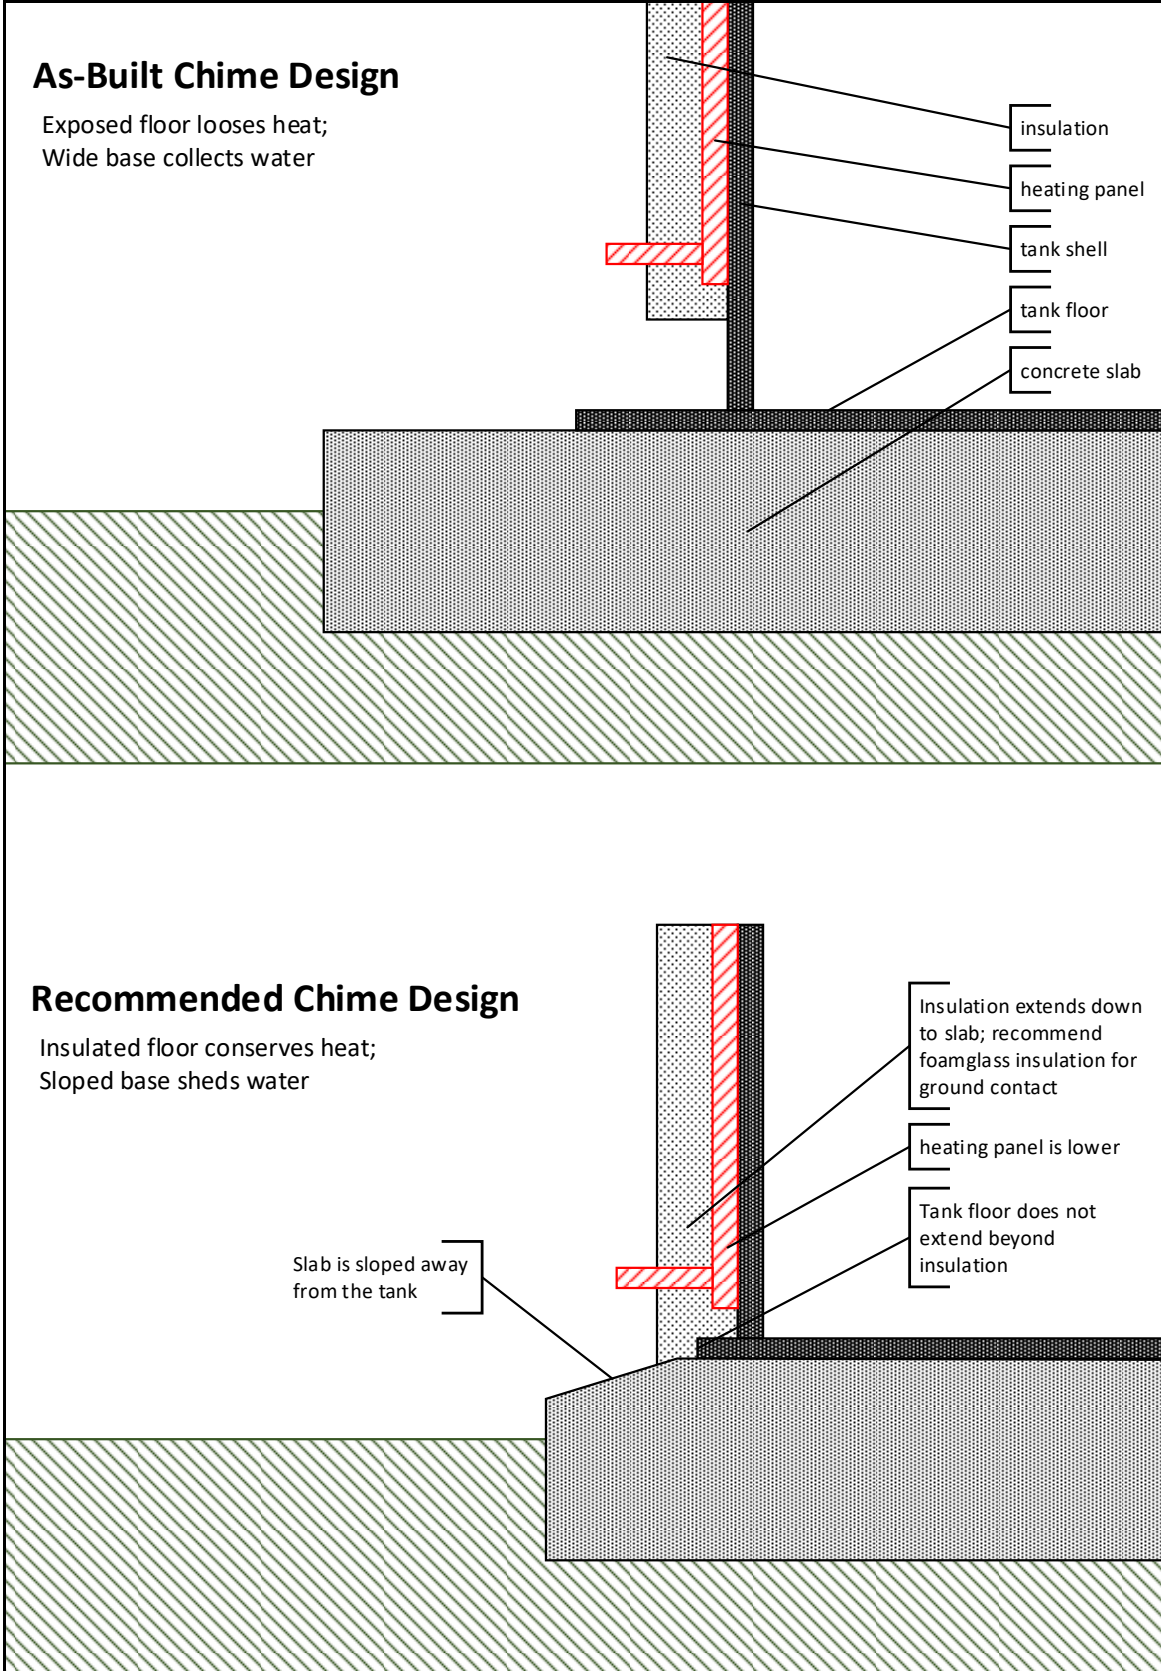 As-Built Chime Design
Exposed floor looses heat;
Wide base collects water
insulation
heating panel
tank shell
tank floor
concrete slab
Recommended Chime Design
Insulated floor conserves heat;
Sloped base sheds water
Insulation extends down
to slab; recommend
foamglass insulation for
ground contact
heating panel is lower
Tank floor does not
extend beyond
insulation
Slab is sloped away
from the tank